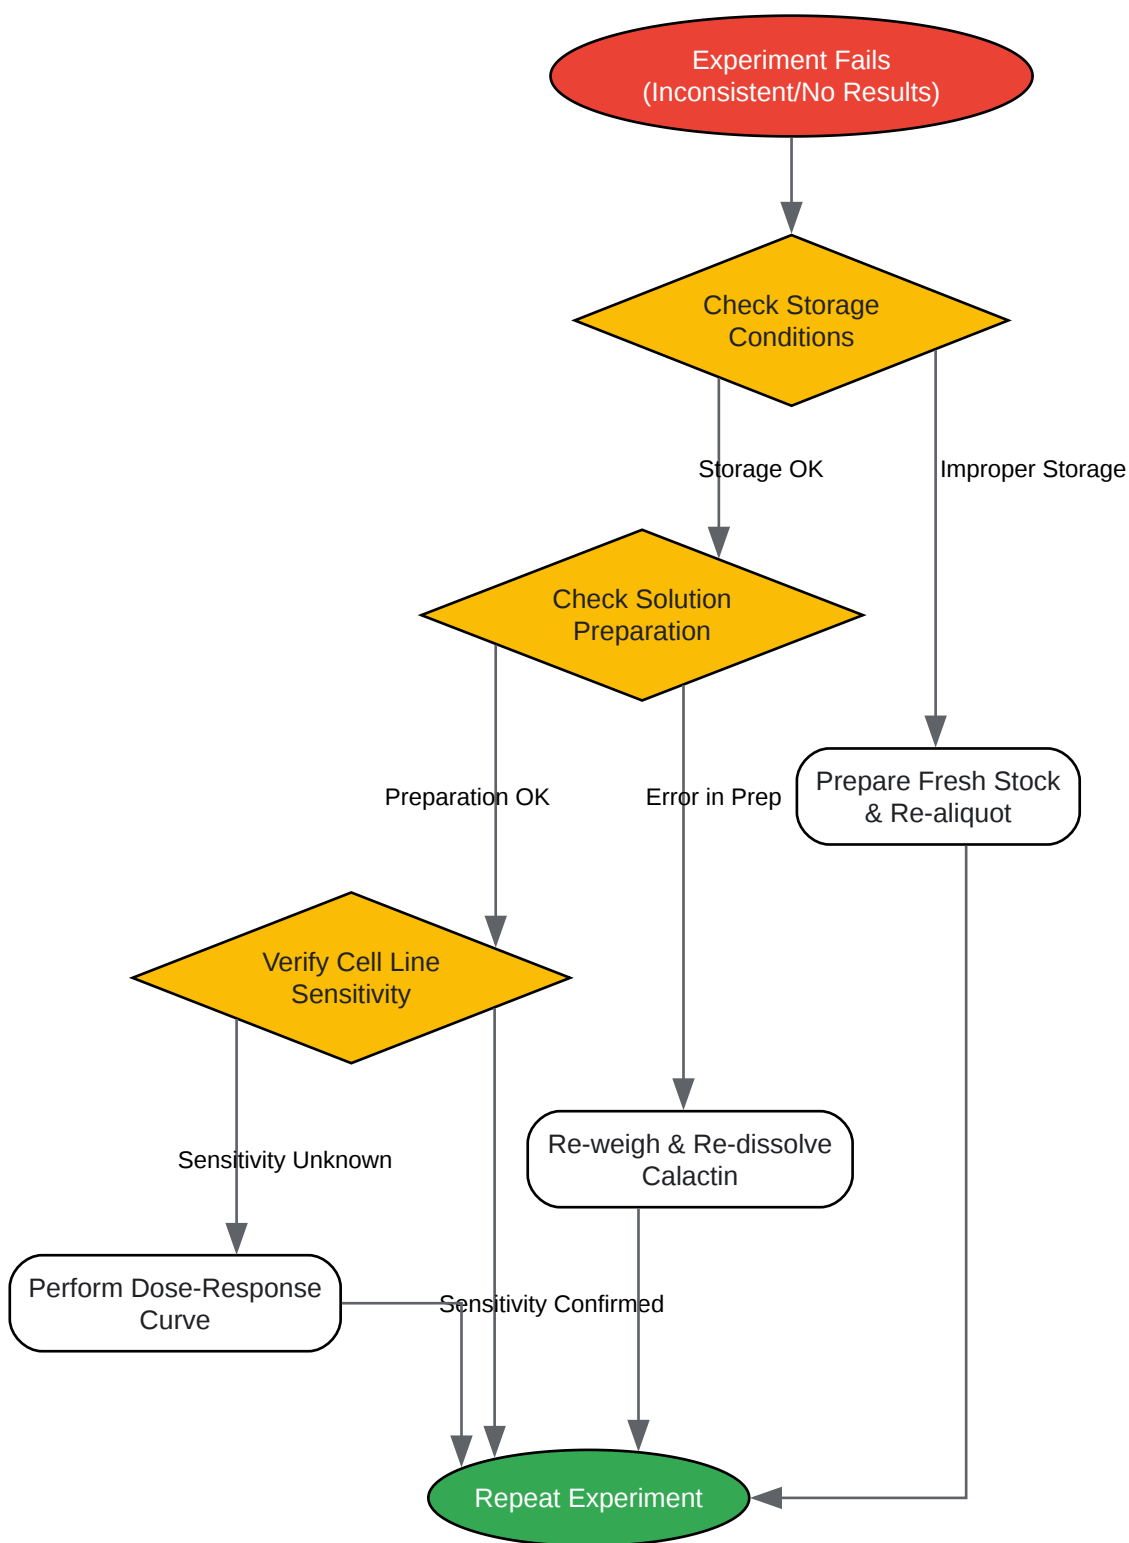 Experiment Fails
(Inconsistent/No Results)
Check Storage
Conditions
Storage OK
Improper Storage
Check Solution
Preparation
Preparation OK
Error in Prep
Prepare Fresh Stock
& Re-aliquot
Verify Cell Line
Sensitivity
Sensitivity Unknown
Re-weigh & Re-dissolve
Calactin
Perform Dose-Response
Curve
Sensitivity Confirmed
Repeat Experiment